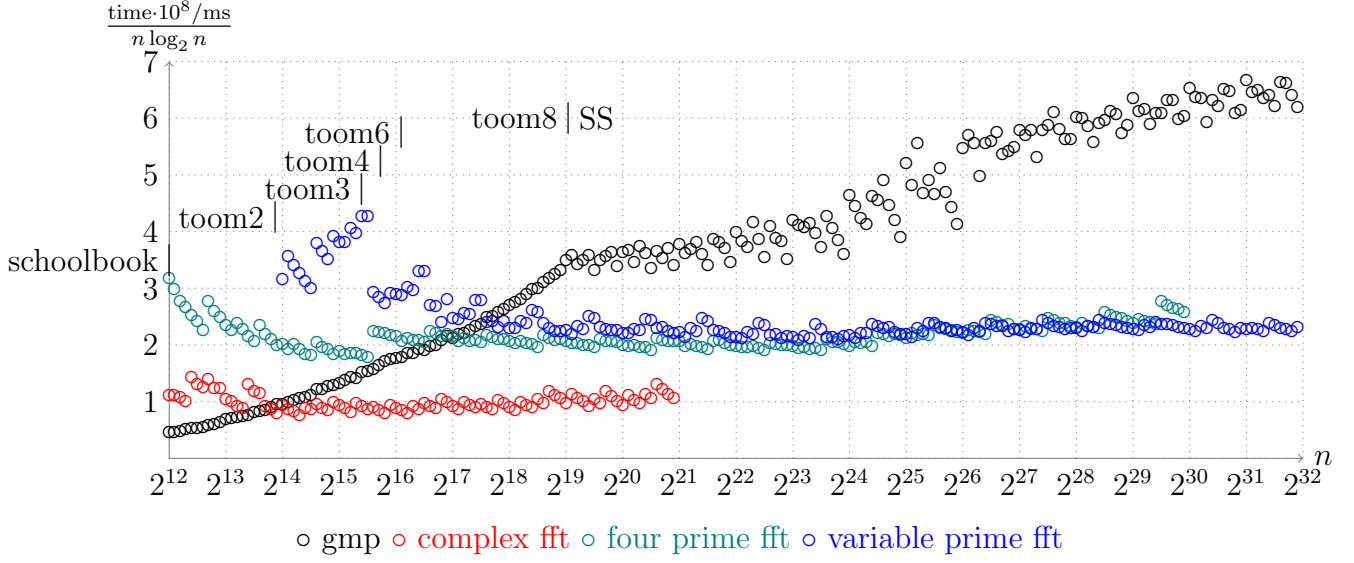 time·10^8/ms
n log_2 n
7
6
5
4
3
2
1
toom8 | SS
toom6 |
toom4 |
toom3 |
toom2 |
schoolbook |
n
2^12 2^13 2^14 2^15 2^16 2^17 2^18 2^19 2^20 2^21 2^22 2^23 2^24 2^25 2^26 2^27 2^28 2^29 2^30 2^31 2^32
gmp complex fft four prime fft variable prime fft